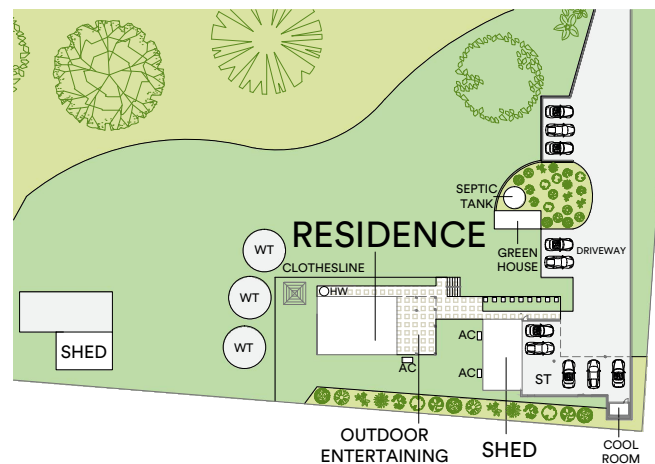 SEPTIC
TANK
RESIDENCE
GREEN
HOUSE
DRIVEWAY
WT
CLOTHESLINE
HW
WT
WT
SHED
AC
AC
AC
ST
OUTDOOR
ENTERTAINING
SHED
COOL
ROOM